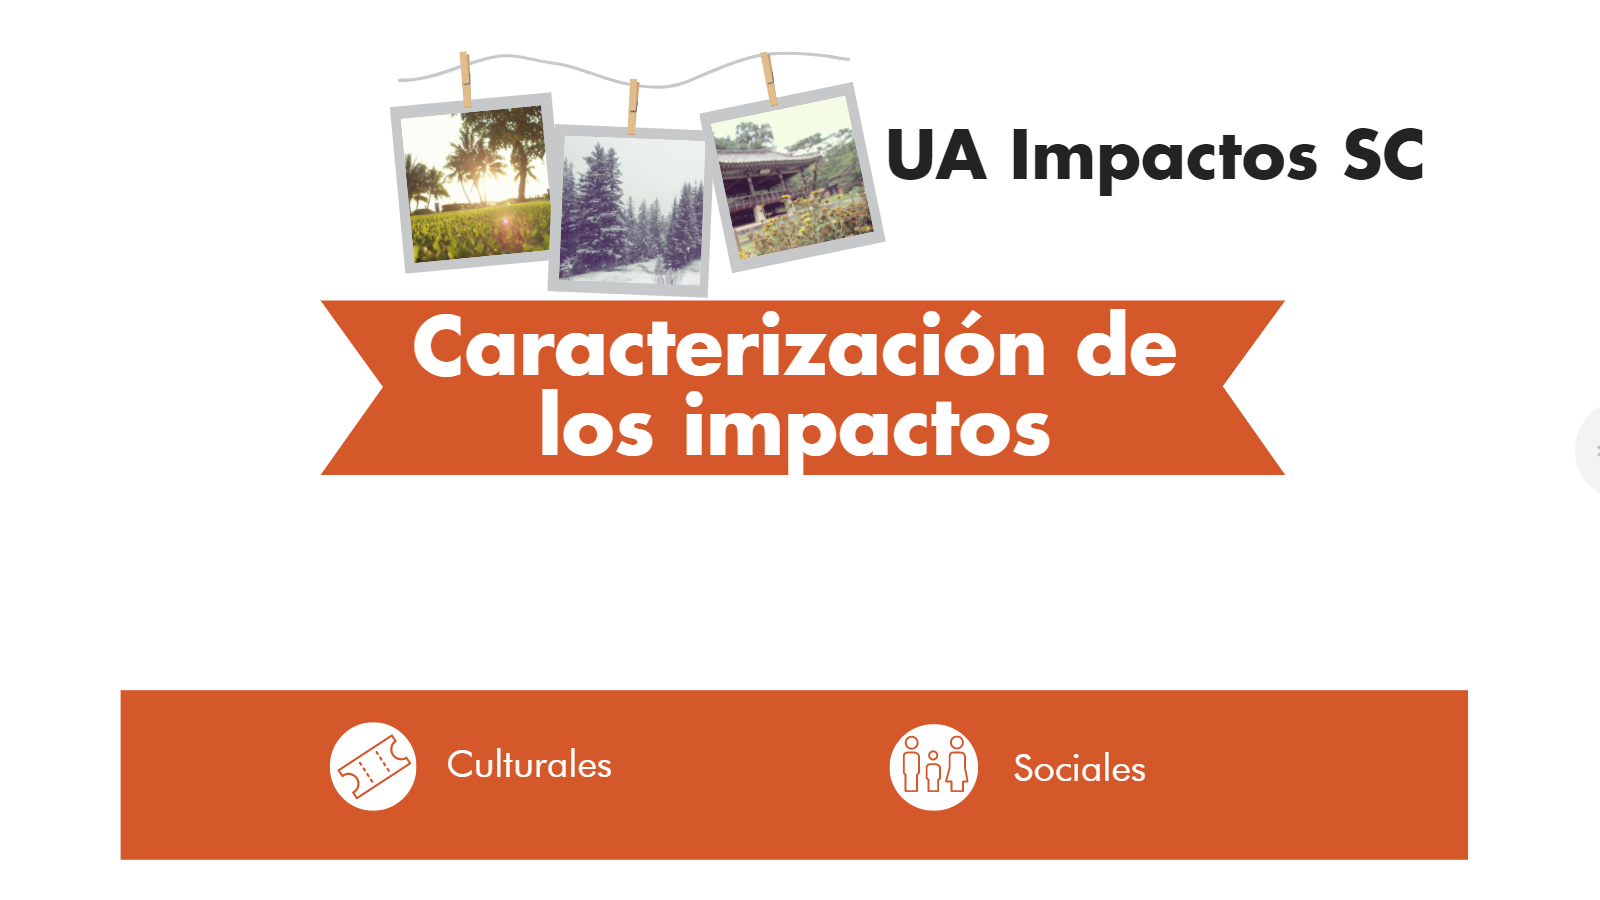 UA Impactos SC
Caracterización de
los impactos
Culturales
Sociales